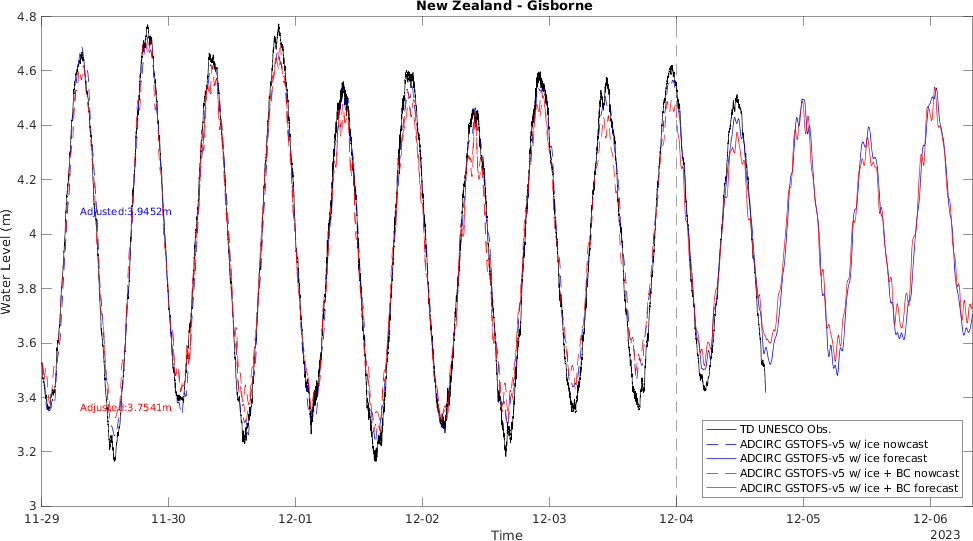 New Zealand - Gisborne
4.8
4.6
4.4
4.2
4
3.8
3.6
3.4
3.2
3
Water Level (m)
Adjusted:3.9452m
Adjusted:3.7541m
TD UNESCO Obs.
ADCIRC GSTOFS-v5 w/ ice nowcast
ADCIRC GSTOFS-v5 w/ ice forecast
ADCIRC GSTOFS-v5 w/ ice + BC nowcast
ADCIRC GSTOFS-v5 w/ ice + BC forecast
11-29 11-30 12-01 12-02 12-03 12-04 12-05 12-06
Time
2023